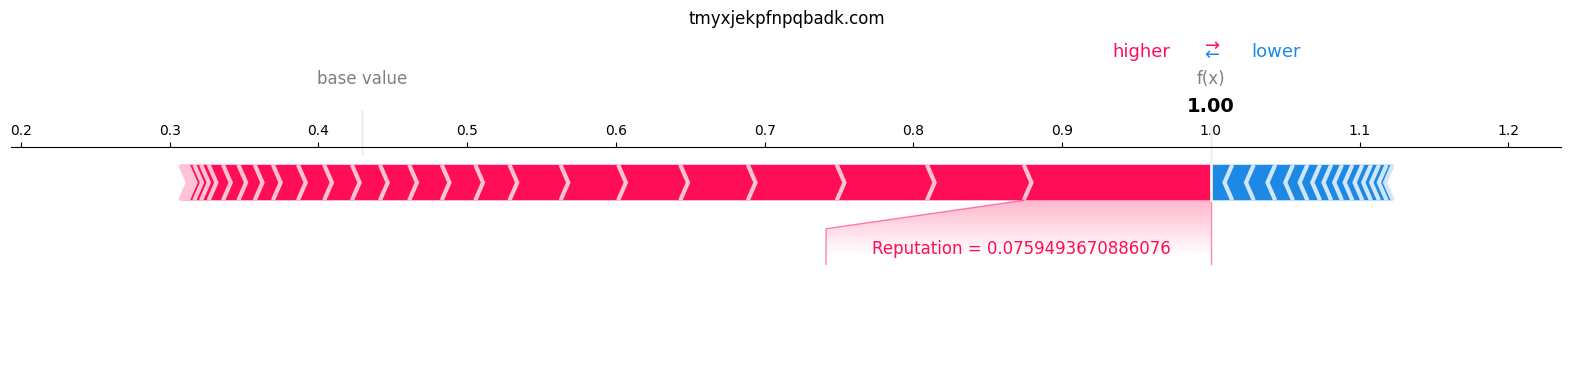 tmyxjekpfnpqbadk.com
higher ⇄ lower
base value f(x)
1.00
0.2 0.3 0.4 0.5 0.6 0.7 0.8 0.9 1.0 1.1 1.2
Reputation = 0.0759493670886076